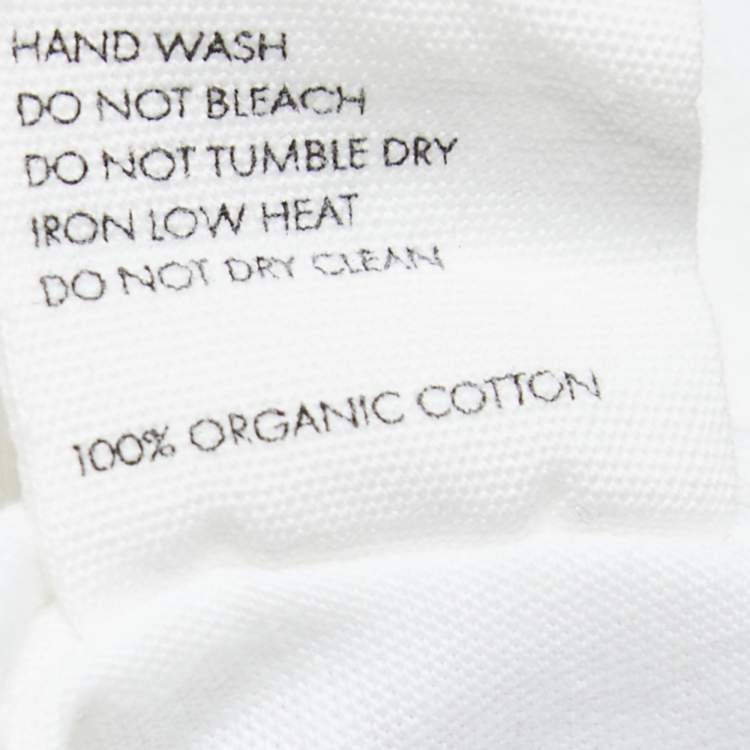 HAND WASH
DO NOT BLEACH
DO NOT TUMBLE DRY
IRON LOW HEAT
DO NOT DRY CLEAN
100% ORGANIC COTTON